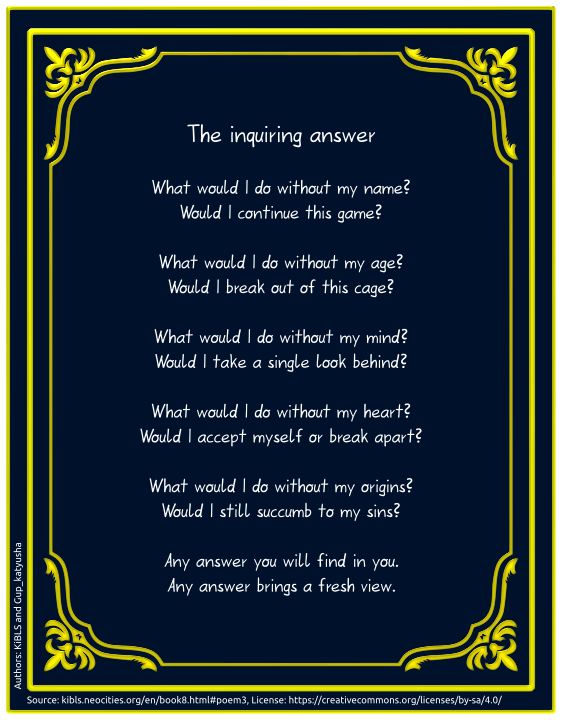 The inquiring answer
What would I do without my name?
Would I continue this game?
What would I do without my age?
Would I break out of this cage?
What would I do without my mind?
Would I take a single look behind?
What would I do without my heart?
Would I accept myself or break apart?
What would I do without my origins?
Would I still succumb to my sins?
Any answer you will find in you.
Any answer brings a fresh view.
Authors: KiBLS and Gup_katyusha
Source: kibls.neocities.org/en/book8.html#poem3, License: https://creativecommons.org/licenses/by-sa/4.0/